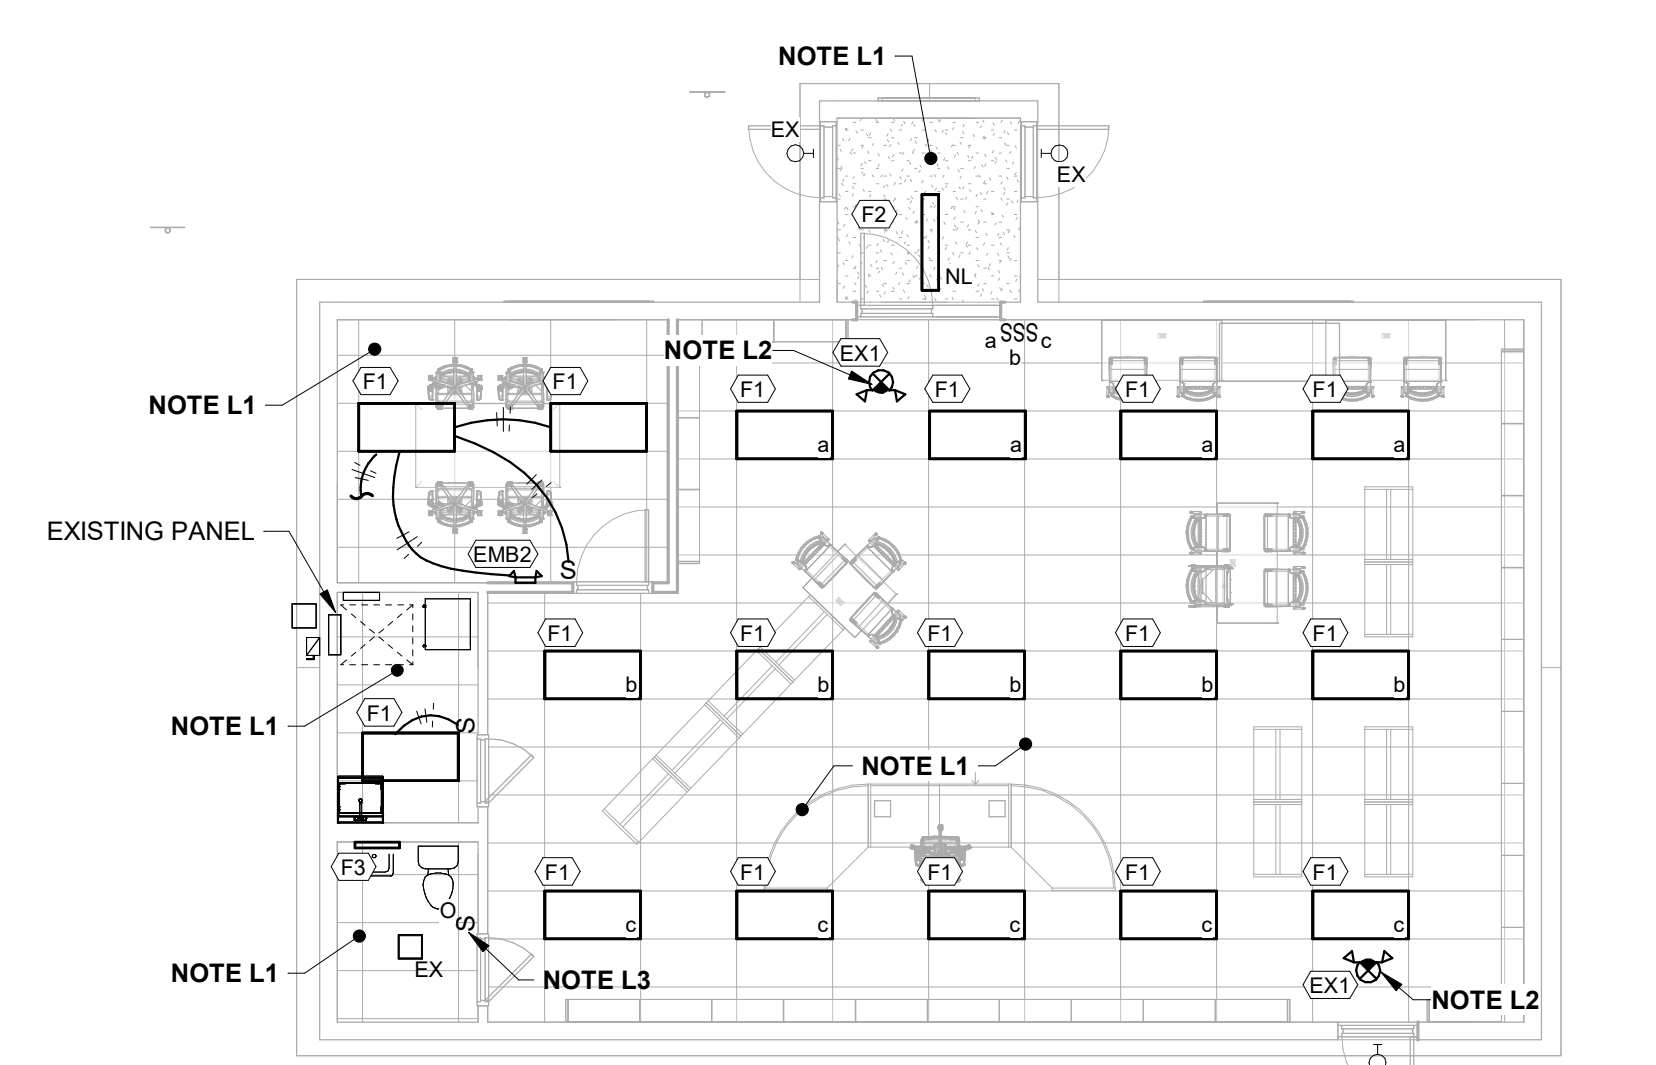 NOTE L1
EX
EX
F2
NL
NOTE L2
EX1
a SSS c
b
F1
F1
NOTE L1
F1
F1
F1
F1
a
a
a
a
EXISTING PANEL
EMB2
S
F1
F1
F1
F1
F1
b
b
b
b
b
NOTE L1
F1
S
NOTE L1
F3
F1
F1
F1
F1
F1
O
S
c
c
c
c
c
NOTE L1
EX
NOTE L3
EX1
NOTE L2